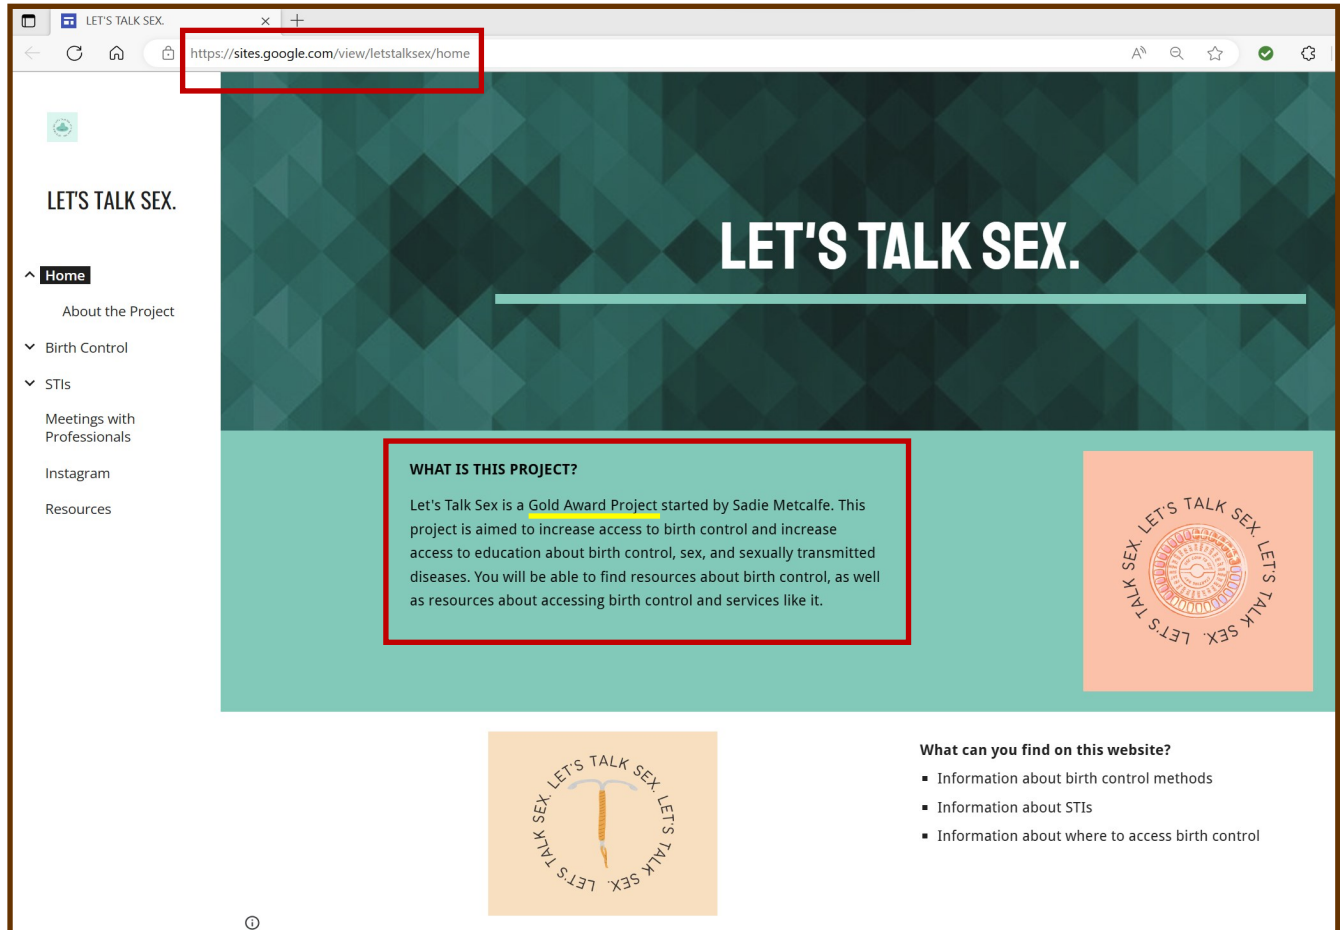 LET'S TALK SEX.
https://sites.google.com/view/letstalksex/home
LET'S TALK SEX.
Home
About the Project
Birth Control
STIs
Meetings with
Professionals
Instagram
Resources
LET'S TALK SEX.
WHAT IS THIS PROJECT?
Let's Talk Sex is a Gold Award Project started by Sadie Metcalfe. This
project is aimed to increase access to birth control and increase
access to education about birth control, sex, and sexually transmitted
diseases. You will be able to find resources about birth control, as well
as resources about accessing birth control and services like it.
LET'S TALK SEX. LET'S TALK SEX. LET'S TALK SEX.
LET'S TALK SEX. LET'S TALK SEX. LET'S TALK SEX.
What can you find on this website?
▪ Information about birth control methods
▪ Information about STIs
▪ Information about where to access birth control